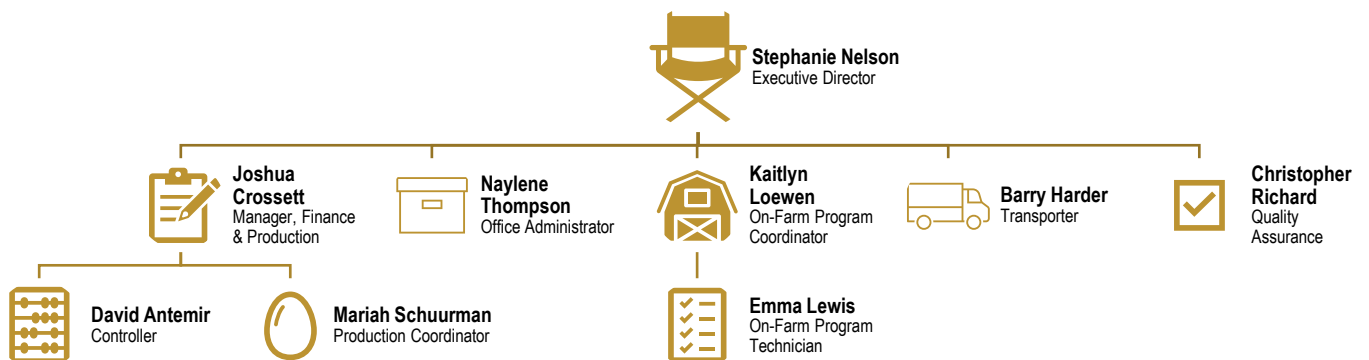 Stephanie Nelson
Executive Director
Joshua
Crossett
Manager, Finance
& Production
Naylene
Thompson
Office Administrator
Kaitlyn
Loewen
On-Farm Program
Coordinator
Barry Harder
Transporter
Christopher
Richard
Quality
Assurance
David Antemir
Controller
Mariah Schuurman
Production Coordinator
Emma Lewis
On-Farm Program
Technician